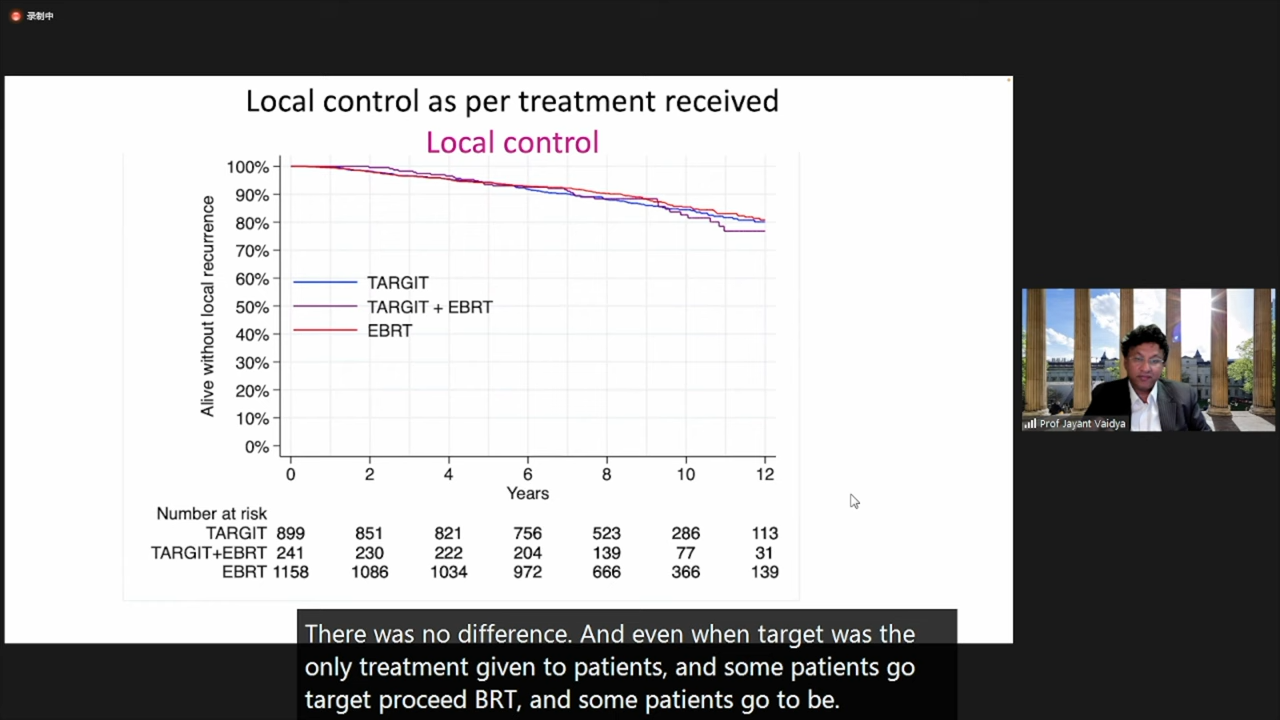 录制中
Local control as per treatment received
Local control
100%
90%
80%
70%
60%
50%
40%
30%
20%
10%
0%
Alive without local recurrence
TARGIT
TARGIT + EBRT
EBRT
0 2 4 6 8 10 12
Years
Number at risk
TARGIT 899 851 821 756 523 286 113
TARGIT+EBRT 241 230 222 204 139 77 31
EBRT 1158 1086 1034 972 666 366 139
Prof Jayant Vaidya
There was no difference. And even when target was the
only treatment given to patients, and some patients go
target proceed BRT, and some patients go to be.